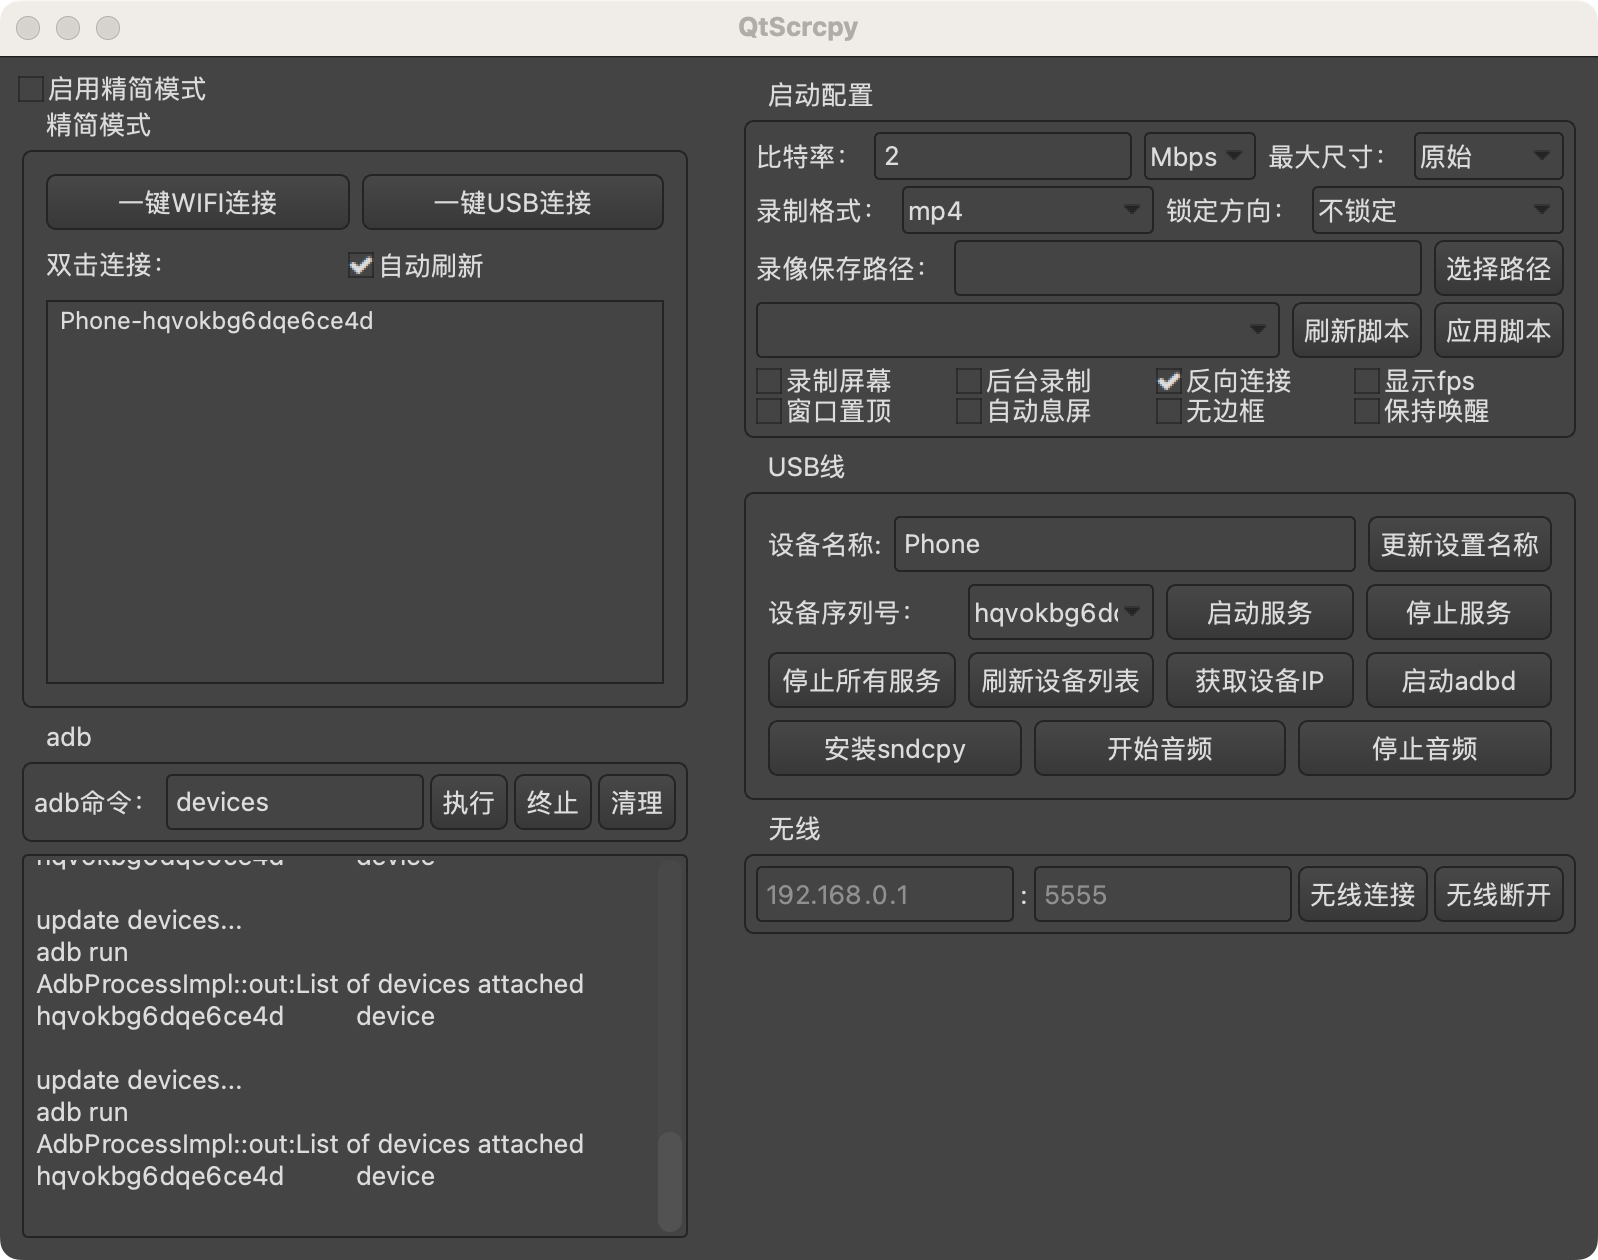 QtScrcpy
启用精简模式
精简模式
一键WIFI连接 一键USB连接
双击连接： 自动刷新
Phone-hqvokbg6dqe6ce4d
adb
adb命令： devices 执行 终止 清理
hqvokbg6dqe6ce4d device
update devices...
adb run
AdbProcessImpl::out:List of devices attached
hqvokbg6dqe6ce4d device
update devices...
adb run
AdbProcessImpl::out:List of devices attached
hqvokbg6dqe6ce4d device
启动配置
比特率： 2 Mbps 最大尺寸： 原始
录制格式： mp4 锁定方向： 不锁定
录像保存路径： 选择路径
刷新脚本 应用脚本
录制屏幕 后台录制 反向连接 显示fps
窗口置顶 自动息屏 无边框 保持唤醒
USB线
设备名称: Phone 更新设置名称
设备序列号： hqvokbg6d 启动服务 停止服务
停止所有服务 刷新设备列表 获取设备IP 启动adbd
安装sndcpy 开始音频 停止音频
无线
192.168.0.1 : 5555 无线连接 无线断开